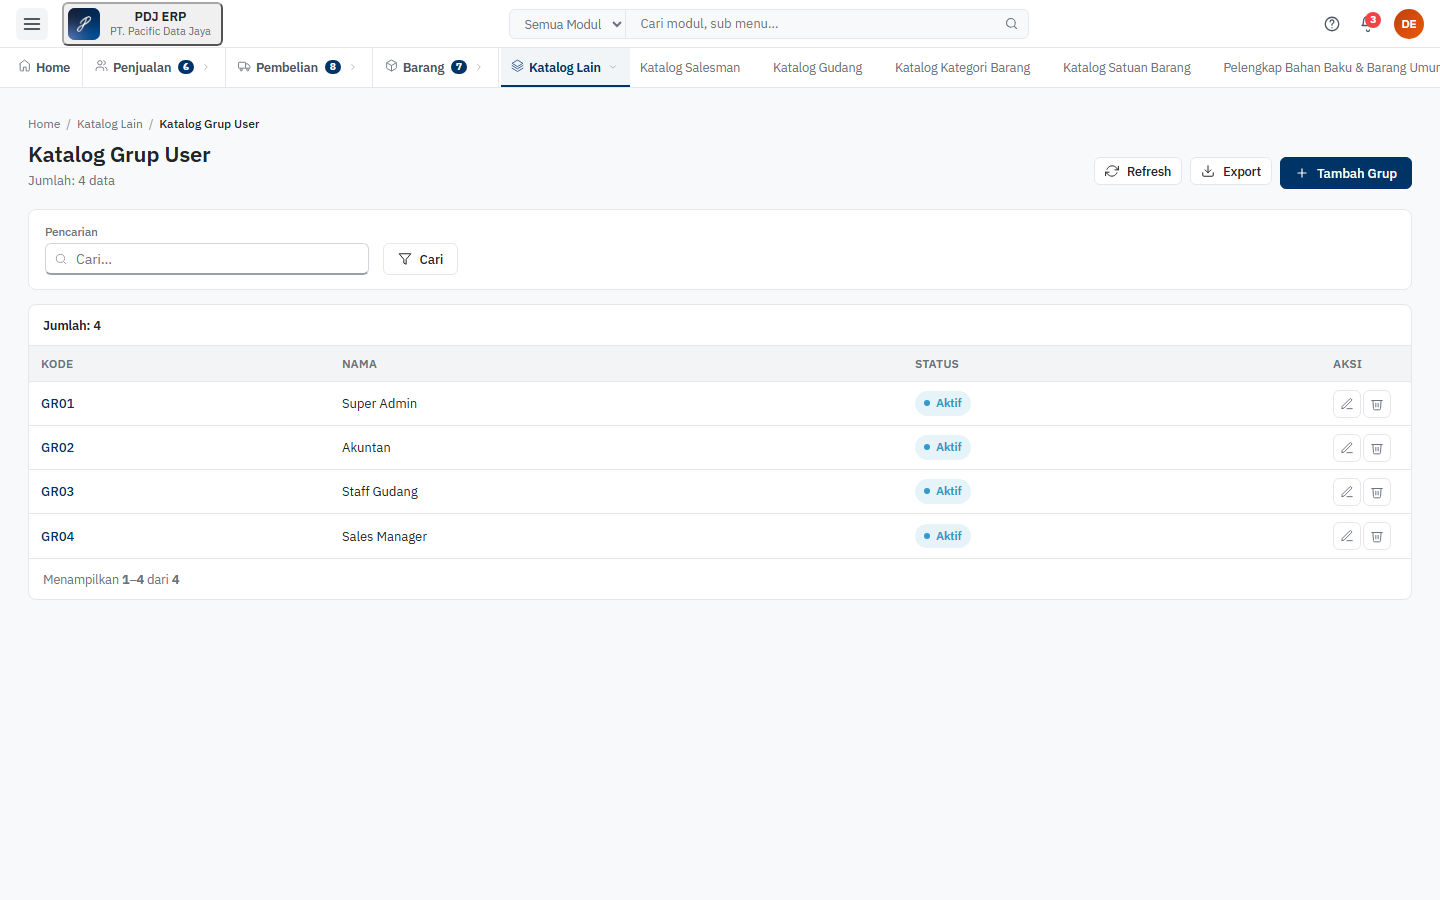 PDJ ERP
PT. Pacific Data Jaya
Semua Modul
Cari modul, sub menu...
3
DE
Home
Penjualan 6
Pembelian 8
Barang 7
Katalog Lain
Katalog Salesman
Katalog Gudang
Katalog Kategori Barang
Katalog Satuan Barang
Pelengkap Bahan Baku & Barang Umur
Home / Katalog Lain / Katalog Grup User
Katalog Grup User
Jumlah: 4 data
Refresh
Export
Tambah Grup
Pencarian
Cari...
Cari
Jumlah: 4
KODE NAMA STATUS AKSI
GR01 Super Admin Aktif
GR02 Akuntan Aktif
GR03 Staff Gudang Aktif
GR04 Sales Manager Aktif
Menampilkan 1–4 dari 4